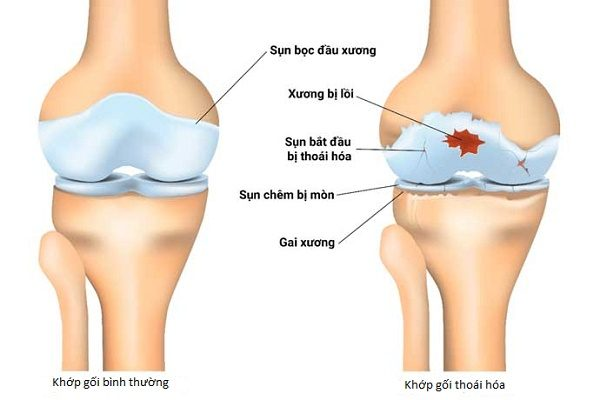 Sụn bọc đầu xương
Xương bị lồi
Sụn bắt đầu
bị thoái hóa
Sụn chêm bị mòn
Gai xương
Khớp gối bình thường
Khớp gối thoái hóa